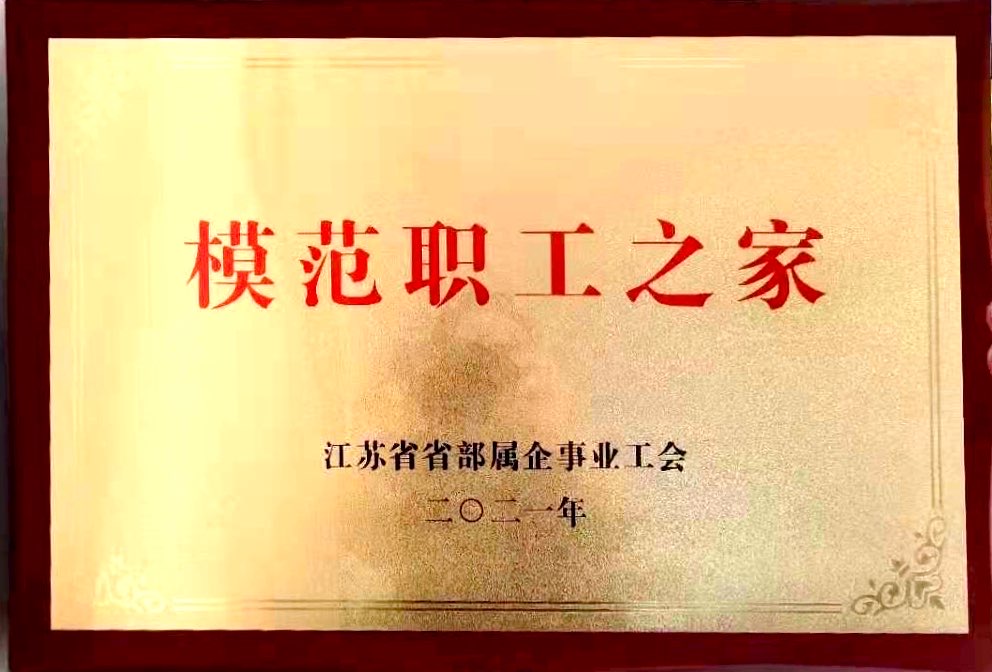 模范职工之家
江苏省省部属企事业工会
二〇二一年